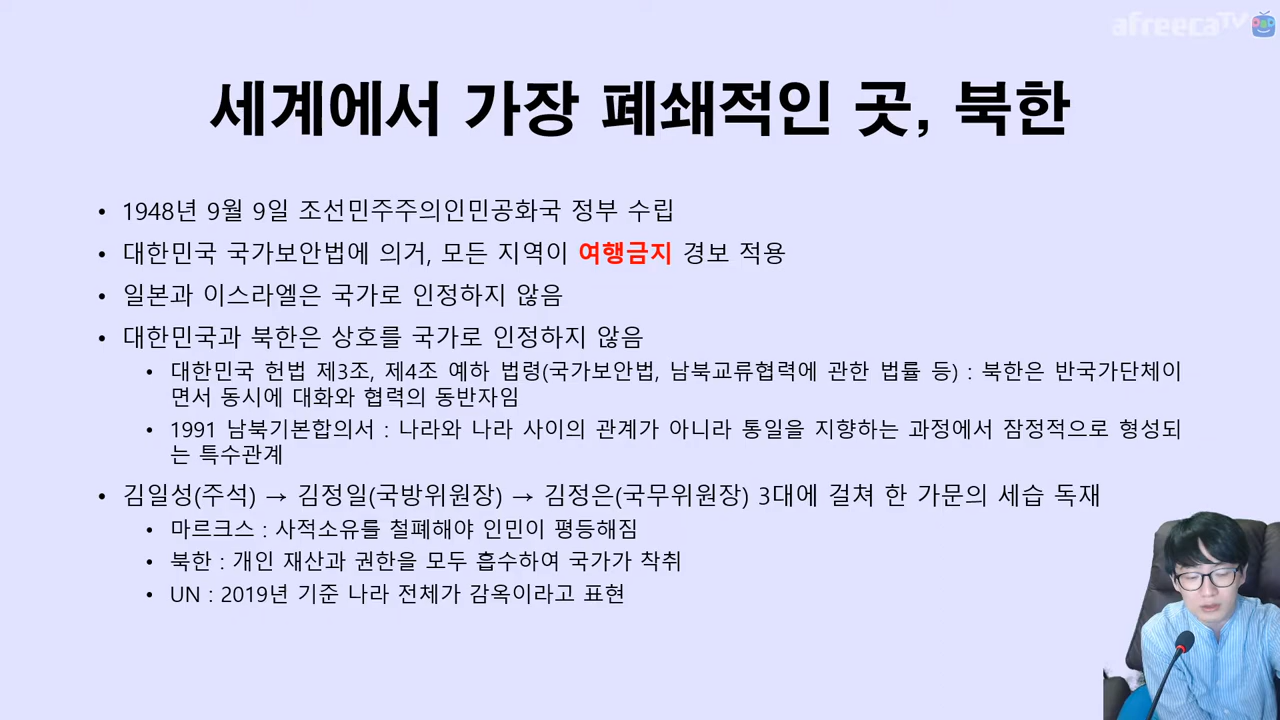 afreecaTV
세계에서 가장 폐쇄적인 곳, 북한
• 1948년 9월 9일 조선민주주의인민공화국 정부 수립
• 대한민국 국가보안법에 의거, 모든 지역이 여행금지 경보 적용
• 일본과 이스라엘은 국가로 인정하지 않음
• 대한민국과 북한은 상호를 국가로 인정하지 않음
• 대한민국 헌법 제3조, 제4조 예하 법령(국가보안법, 남북교류협력에 관한 법률 등) : 북한은 반국가단체이
면서 동시에 대화와 협력의 동반자임
• 1991 남북기본합의서 : 나라와 나라 사이의 관계가 아니라 통일을 지향하는 과정에서 잠정적으로 형성되
는 특수관계
• 김일성(주석) → 김정일(국방위원장) → 김정은(국무위원장) 3대에 걸쳐 한 가문의 세습 독재
• 마르크스 : 사적소유를 철폐해야 인민이 평등해짐
• 북한 : 개인 재산과 권한을 모두 흡수하여 국가가 착취
• UN : 2019년 기준 나라 전체가 감옥이라고 표현